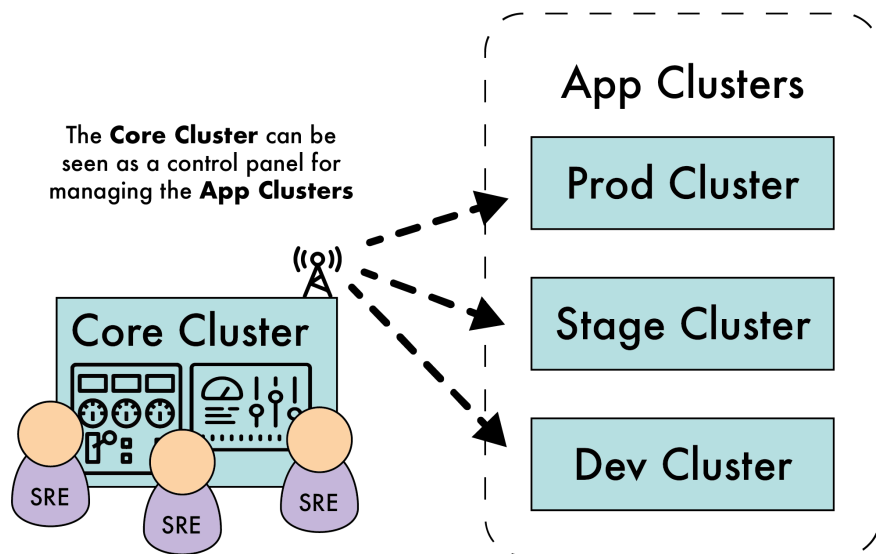 App Clusters
The Core Cluster can be
seen as a control panel for
managing the App Clusters
Prod Cluster
Stage Cluster
Dev Cluster
Core Cluster
SRE
SRE
SRE